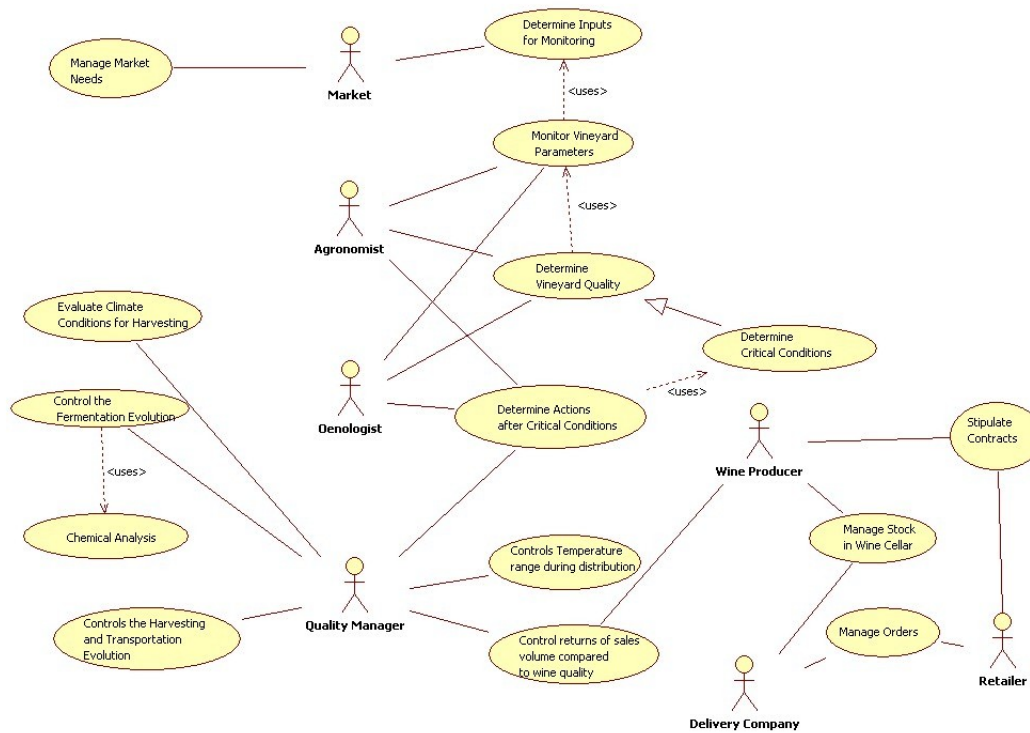 Determine Inputs
for Monitoring
Manage Market
Needs
Market
<uses>
Monitor Vineyard
Parameters
<uses>
Agronomist
Determine
Vineyard Quality
Evaluate Climate
Conditions for Harvesting
Determine
Critical Conditions
<uses>
Control the
Fermentation Evolution
Oenologist
Determine Actions
after Critical Conditions
Stipulate
Contracts
Wine Producer
<uses>
Chemical Analysis
Manage Stock
in Wine Cellar
Controls Temperature
range during distribution
Quality Manager
Controls the Harvesting
and Transportation
Evolution
Control returns of sales
volume compared
to wine quality
Manage Orders
Retailer
Delivery Company